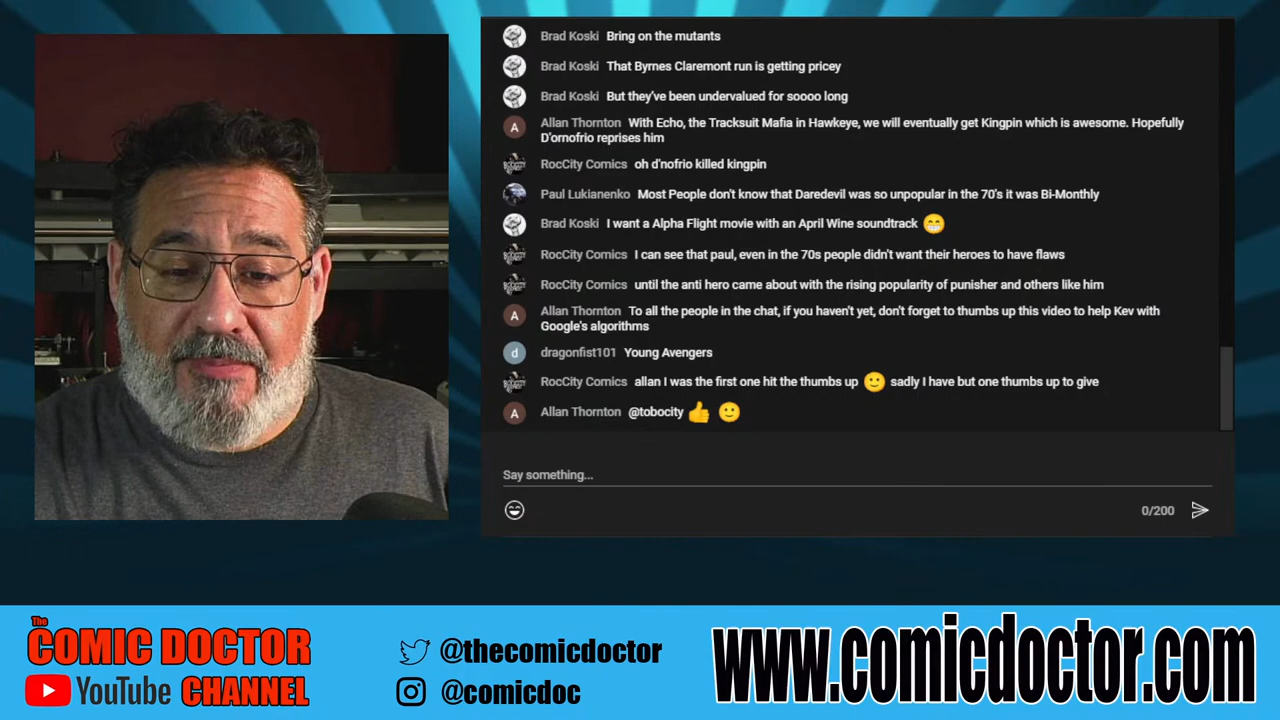 Brad Koski Bring on the mutants
Brad Koski That Byrnes Claremont run is getting pricey
Brad Koski But they've been undervalued for soooo long
A Allan Thornton With Echo, the Tracksuit Mafia in Hawkeye, we will eventually get Kingpin which is awesome. Hopefully
D'ornofrio reprises him
RocCity Comics oh d'nofrio killed kingpin
Paul Lukianenko Most People don't know that Daredevil was so unpopular in the 70's it was Bi-Monthly
Brad Koski I want a Alpha Flight movie with an April Wine soundtrack 😁
RocCity Comics I can see that paul, even in the 70s people didn't want their heroes to have flaws
RocCity Comics until the anti hero came about with the rising popularity of punisher and others like him
A Allan Thornton To all the people in the chat, if you haven't yet, don't forget to thumbs up this video to help Kev with
Google's algorithms
d dragonfist101 Young Avengers
RocCity Comics allan I was the first one hit the thumbs up 🙂 sadly I have but one thumbs up to give
A Allan Thornton @tobocity 👍 🙂
Say something...
0/200
The
COMIC DOCTOR
YouTube CHANNEL
@thecomicdoctor
@comicdoc
www.comicdoctor.com